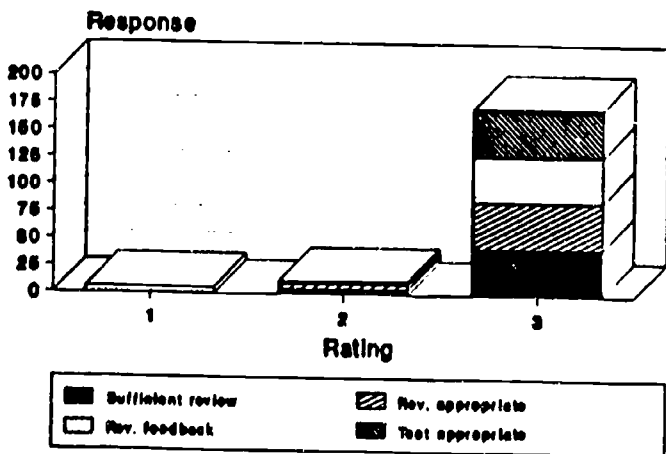 Response
200
175
150
125
100
75
50
25
0
1 2 3
Rating
Sufficient review Rev. appropriate
Rev. feedback Test appropriate